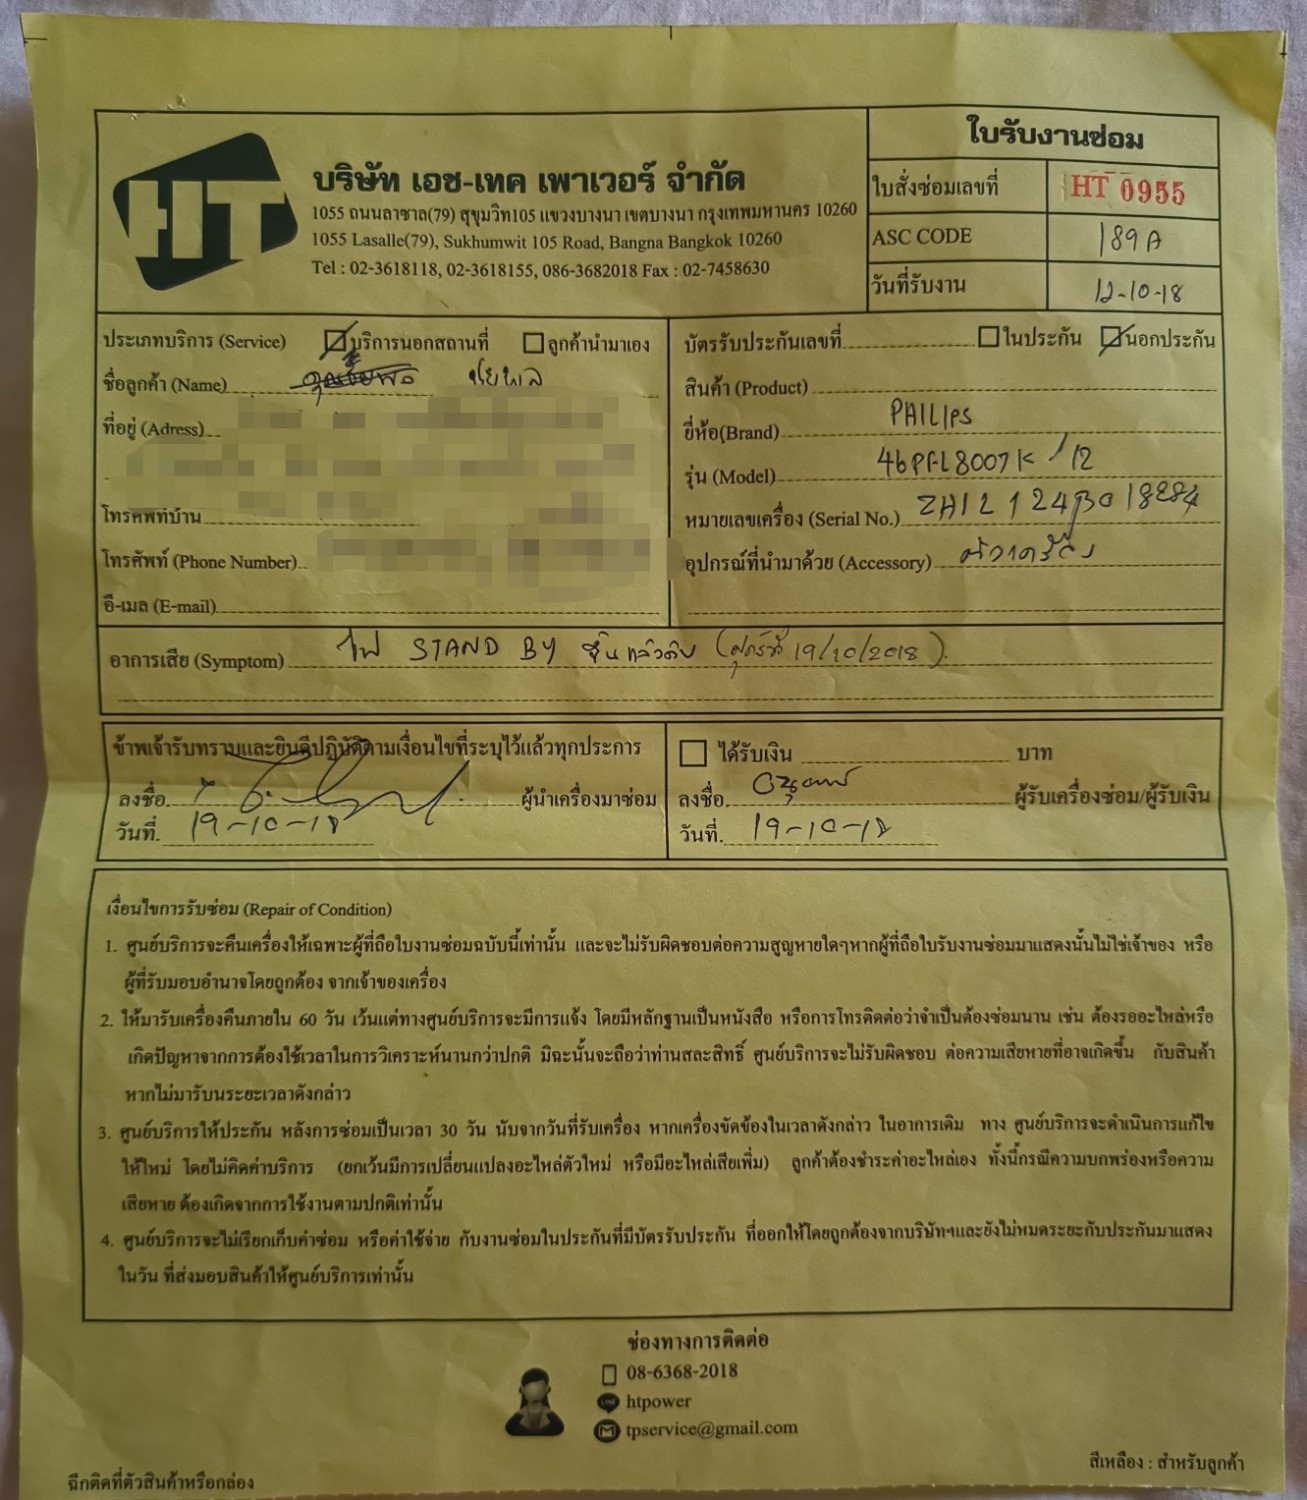 HT
บริษัท เอช-เทค เพาเวอร์ จำกัด
1055 ถนนลาซาล(79) สุขุมวิท105 แขวงบางนา เขตบางนา กรุงเทพมหานคร 10260
1055 Lasalle(79), Sukhumwit 105 Road, Bangna Bangkok 10260
Tel : 02-3618118, 02-3618155, 086-3682018 Fax : 02-7458630
ใบรับงานซ่อม
ใบสั่งซ่อมเลขที่ HT 0955
ASC CODE 189A
วันที่รับงาน 12-10-18
ประเภทบริการ (Service) บริการนอกสถานที่ ลูกค้านำมาเอง
ชื่อลูกค้า (Name)
ที่อยู่ (Adress)
โทรศพท์บ้าน
โทรศัพท์ (Phone Number)
อี-เมล (E-mail)
บัตรรับประกันเลขที่ ในประกัน นอกประกัน
สินค้า (Product)
ยี่ห้อ(Brand) PHILIPS
รุ่น (Model) 46PFL8007K/12
หมายเลขเครื่อง (Serial No.)
อุปกรณ์ที่นำมาด้วย (Accessory) ตัวเครื่อง
อาการเสีย (Symptom) ไฟ STAND BY ขึ้นแล้วดับ (ศุกร์ที่ 19/10/2018)
ข้าพเจ้ารับทราบและยินดีปฏิบัติตามเงื่อนไขที่ระบุไว้แล้วทุกประการ
ลงชื่อ ผู้นำเครื่องมาซ่อม
วันที่ 19-10-18
ได้รับเงิน บาท
ลงชื่อ ผู้รับเครื่องซ่อม/ผู้รับเงิน
วันที่ 19-10-18
เงื่อนไขการรับซ่อม (Repair of Condition)
1. ศูนย์บริการจะคืนเครื่องให้เฉพาะผู้ที่ถือใบงานซ่อมฉบับนี้เท่านั้น และจะไม่รับผิดชอบต่อความสูญหายใดๆหากผู้ที่ถือใบรับงานซ่อมมาแสดงนั้นไม่ใช่เจ้าของ หรือ
ผู้ที่รับมอบอำนาจโดยถูกต้อง จากเจ้าของเครื่อง
2. ให้มารับเครื่องคืนภายใน 60 วัน เว้นแต่ทางศูนย์บริการจะมีการแจ้ง โดยมีหลักฐานเป็นหนังสือ หรือการโทรติดต่อว่าจำเป็นต้องซ่อมนาน เช่น ต้องรออะไหล่หรือ
เกิดปัญหาจากการต้องใช้เวลาในการวิเคราะห์นานกว่าปกติ มิฉะนั้นจะถือว่าท่านสละสิทธิ์ ศูนย์บริการจะไม่รับผิดชอบ ต่อความเสียหายที่อาจเกิดขึ้น กับสินค้า
หากไม่มารับนระยะเวลาดังกล่าว
3. ศูนย์บริการให้ประกัน หลังการซ่อมเป็นเวลา 30 วัน นับจากวันที่รับเครื่อง หากเครื่องขัดข้องในเวลาดังกล่าว ในอาการเดิม ทาง ศูนย์บริการจะดำเนินการแก้ไข
ให้ใหม่ โดยไม่คิดค่าบริการ (ยกเว้นมีการเปลี่ยนแปลงอะไหล่ตัวใหม่ หรือมีอะไหล่เสียเพิ่ม) ลูกค้าต้องชำระค่าอะไหล่เอง ทั้งนี้กรณีความบกพร่องหรือความ
เสียหาย ต้องเกิดจากการใช้งานตามปกติเท่านั้น
4. ศูนย์บริการจะไม่เรียกเก็บค่าซ่อม หรือค่าใช้จ่าย กับงานซ่อมในประกันที่มีบัตรรับประกัน ที่ออกให้โดยถูกต้องจากบริษัทฯและยังไม่หมดระยะกับประกันมาแสดง
ในวัน ที่ส่งมอบสินค้าให้ศูนย์บริการเท่านั้น
ช่องทางการติดต่อ
08-6368-2018
htpower
tpservice@gmail.com
สีเหลือง : สำหรับลูกค้า
ฉีกติดที่ตัวสินค้าหรือกล่อง